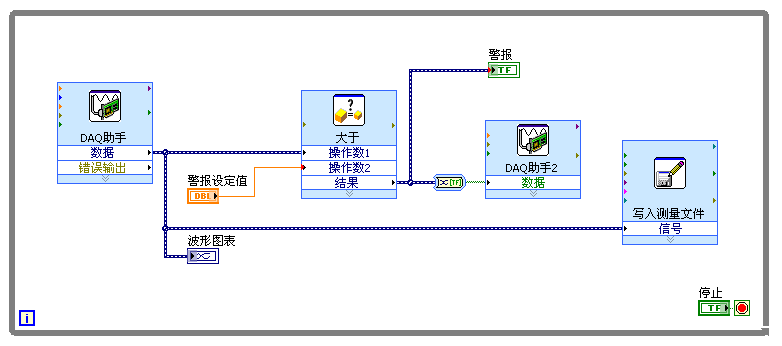 警报
TF
DAQ助手
数据
错误输出
?
大于
操作数1
操作数2
结果
警报设定值
DBL
TF
DAQ助手2
数据
写入测量文件
信号
波形图表
停止
TF
i